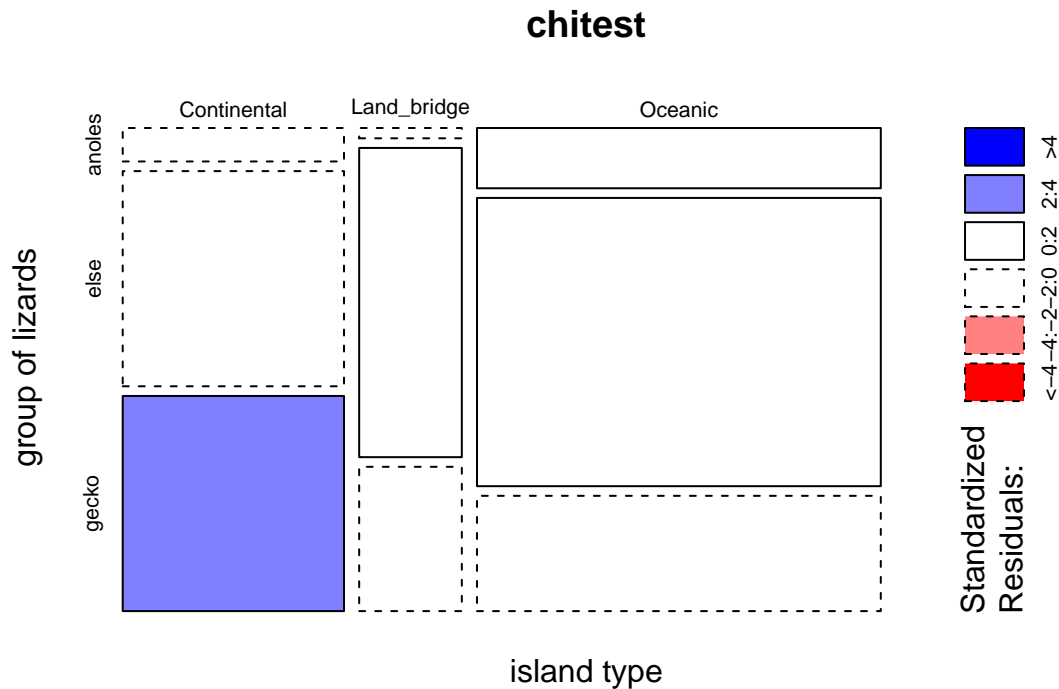 chitest
Continental
Land_bridge
Oceanic
anoles
else
gecko
group of lizards
island type
Standardized
Residuals:
<−4
−4:−2
−2:0
0:2
2:4
>4